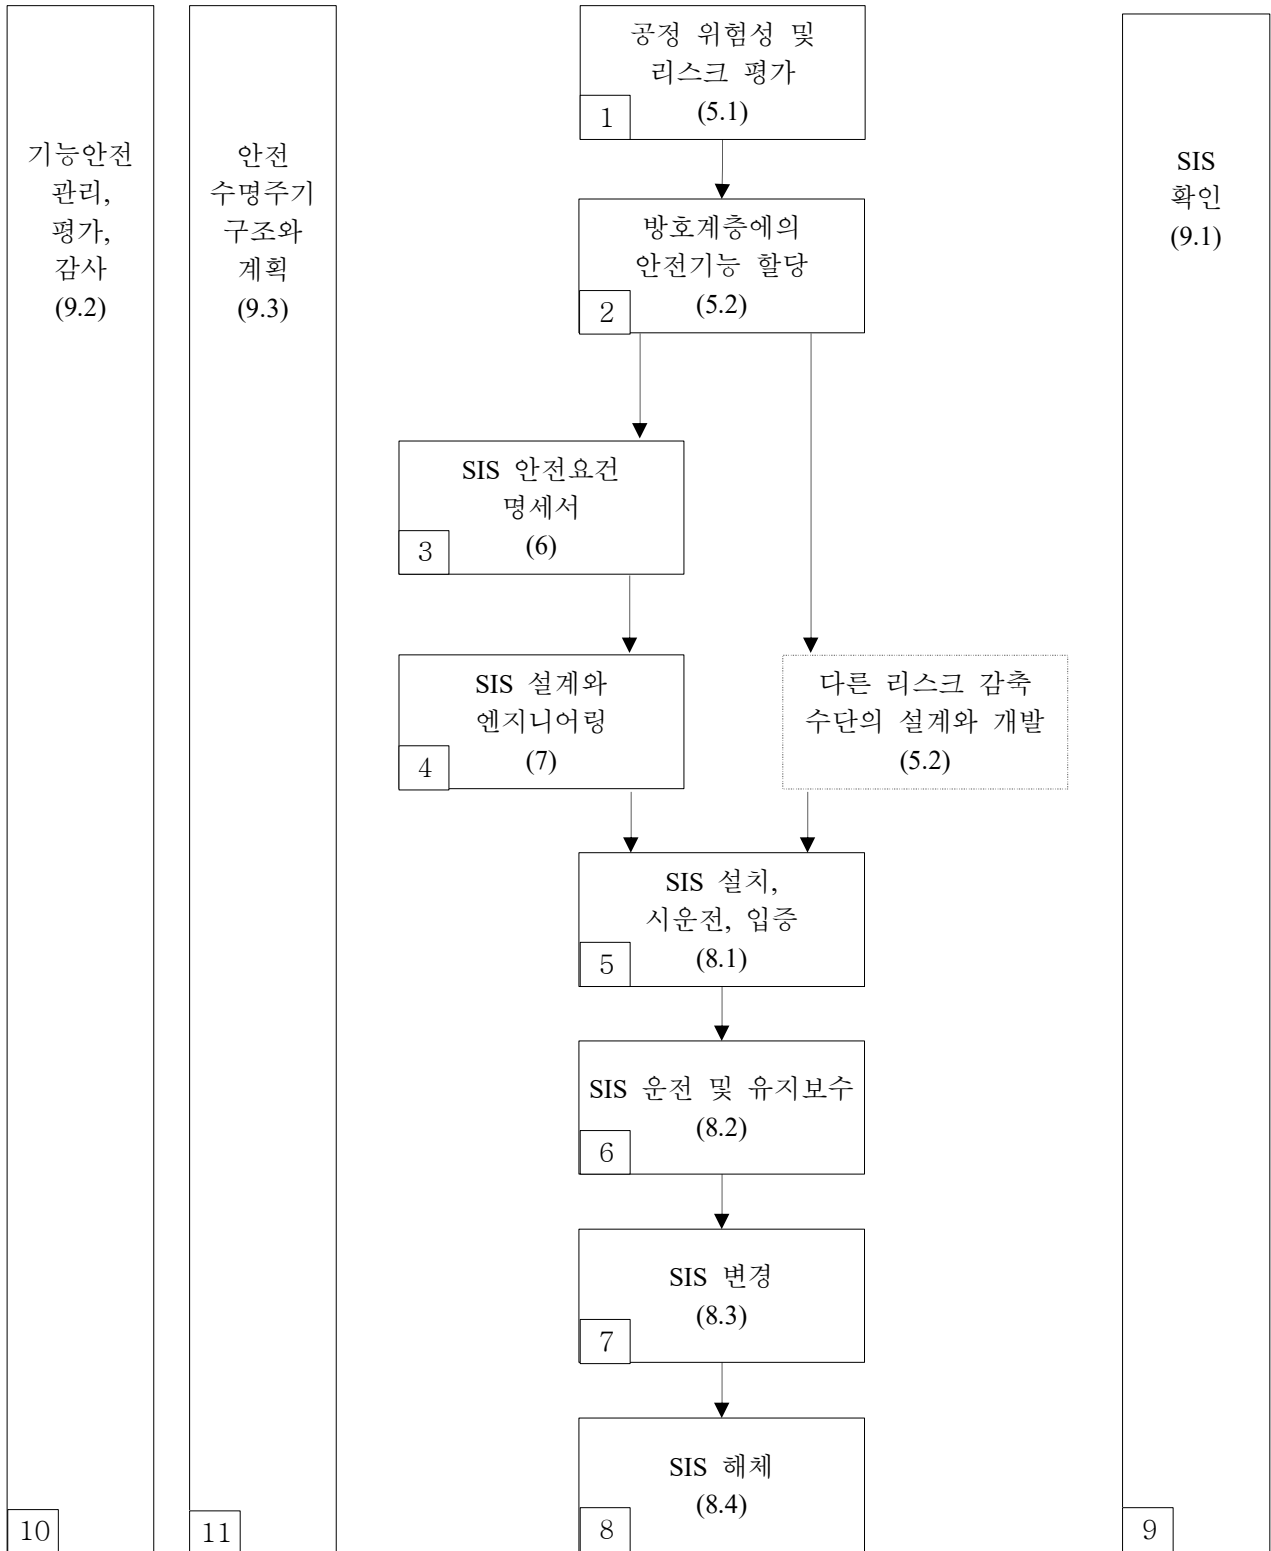 공정 위험성 및
리스크 평가
(5.1)
1
기능안전
관리,
평가,
감사
(9.2)
안전
수명주기
구조와
계획
(9.3)
SIS
확인
(9.1)
방호계층에의
안전기능 할당
(5.2)
2
SIS 안전요건
명세서
(6)
3
SIS 설계와
엔지니어링
(7)
4
다른 리스크 감축
수단의 설계와 개발
(5.2)
SIS 설치,
시운전, 입증
(8.1)
5
SIS 운전 및 유지보수
(8.2)
6
SIS 변경
(8.3)
7
SIS 해체
(8.4)
8
10
11
9